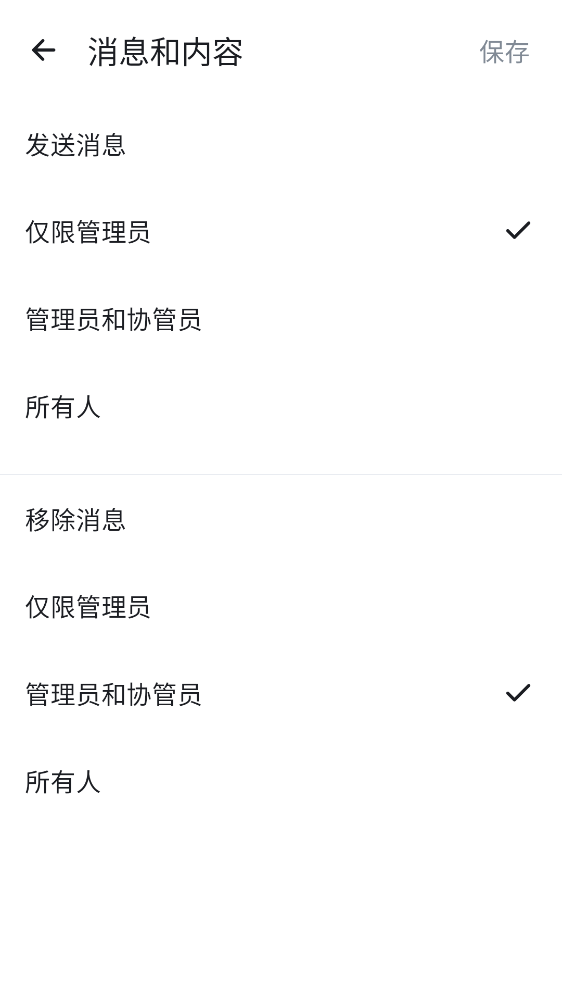 消息和内容
保存
发送消息
仅限管理员
管理员和协管员
所有人
移除消息
仅限管理员
管理员和协管员
所有人